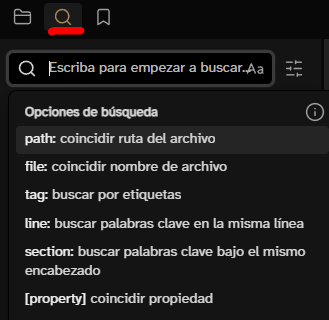 Escriba para empezar a buscar... Aa
Opciones de búsqueda
path: coincidir ruta del archivo
file: coincidir nombre de archivo
tag: buscar por etiquetas
line: buscar palabras clave en la misma línea
section: buscar palabras clave bajo el mismo
encabezado
[property] coincidir propiedad